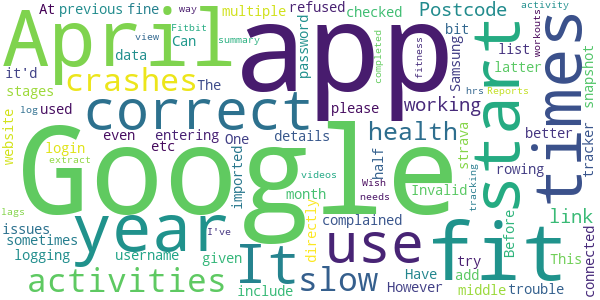 April app start times
Google
year fit
correct crashes
It use slow
activities health working
Postcode link
At previous fine multiple refused checked
Can Fitbit way view summary
data password completed
it'd stages used
The please Samsung
bit list latter snapshot
fitness activity workouts
hrs Reports
log extract website login
etc even entering details
One imported half strava
better tracker rowing
tracking Invalid
issues sometimes logging username
month given complained directly
include Before
This add try middle trouble
However Have connected
lags I've videos Wish needs